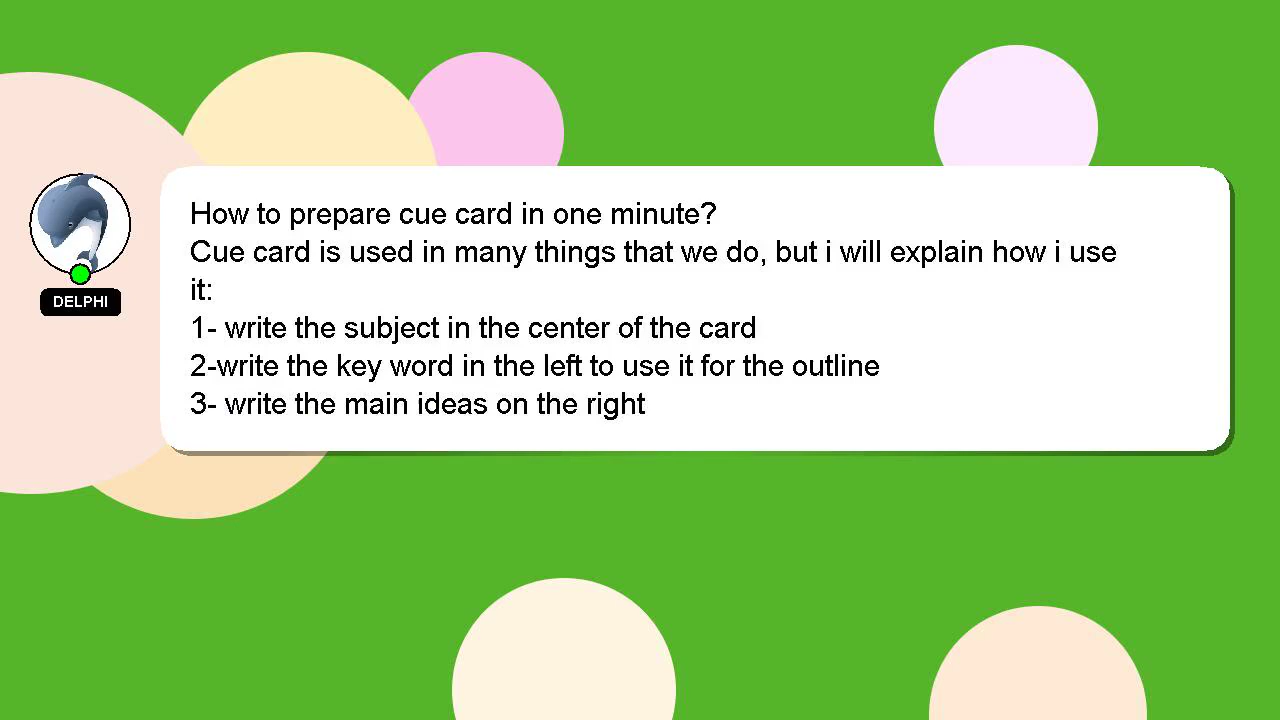 DELPHI
How to prepare cue card in one minute?
Cue card is used in many things that we do, but i will explain how i use
it:
1- write the subject in the center of the card
2-write the key word in the left to use it for the outline
3- write the main ideas on the right